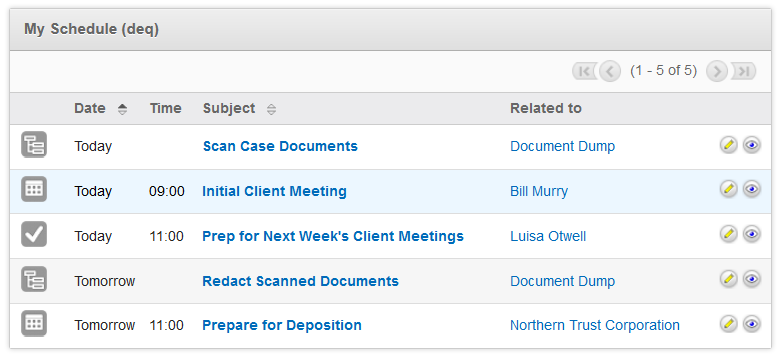 My Schedule (deq)
(1 - 5 of 5)
Date Time Subject Related to
Today Scan Case Documents Document Dump
Today 09:00 Initial Client Meeting Bill Murry
Today 11:00 Prep for Next Week's Client Meetings Luisa Otwell
Tomorrow Redact Scanned Documents Document Dump
Tomorrow 11:00 Prepare for Deposition Northern Trust Corporation